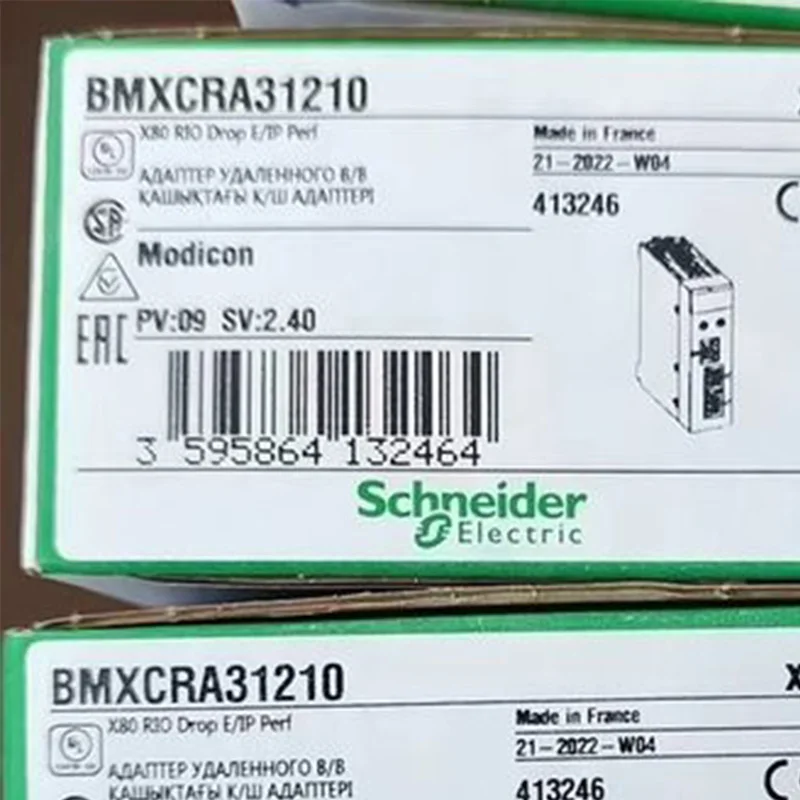 BMXCRA31210
X80 RIO Drop E/IP Perf
АДАПТЕР УДАЛЕННОГО В/В
ҚАШЫҚТАҒЫ К/Ш АДАПТЕРІ
Made in France
21-2022-W04
413246
Modicon
PV:09 SV:2.40
EAC
3 595864 132464
Schneider
Electric
BMXCRA31210
X80 RIO Drop E/IP Perf
АДАПТЕР УДАЛЕННОГО В/В
ҚАШЫҚТАҒЫ К/Ш АДАПТЕРІ
Made in France
21-2022-W04
413246